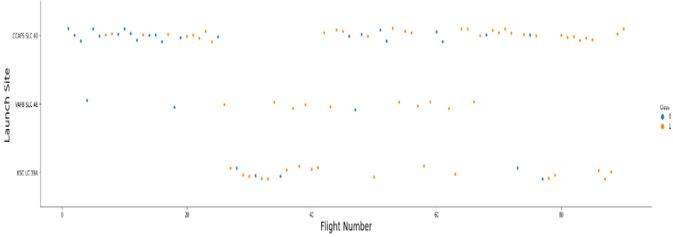 CCAFS SLC 40
VAFB SLC 4E
KSC LC 39A
Launch Site
0
20
40
60
80
Flight Number
Class
0
1